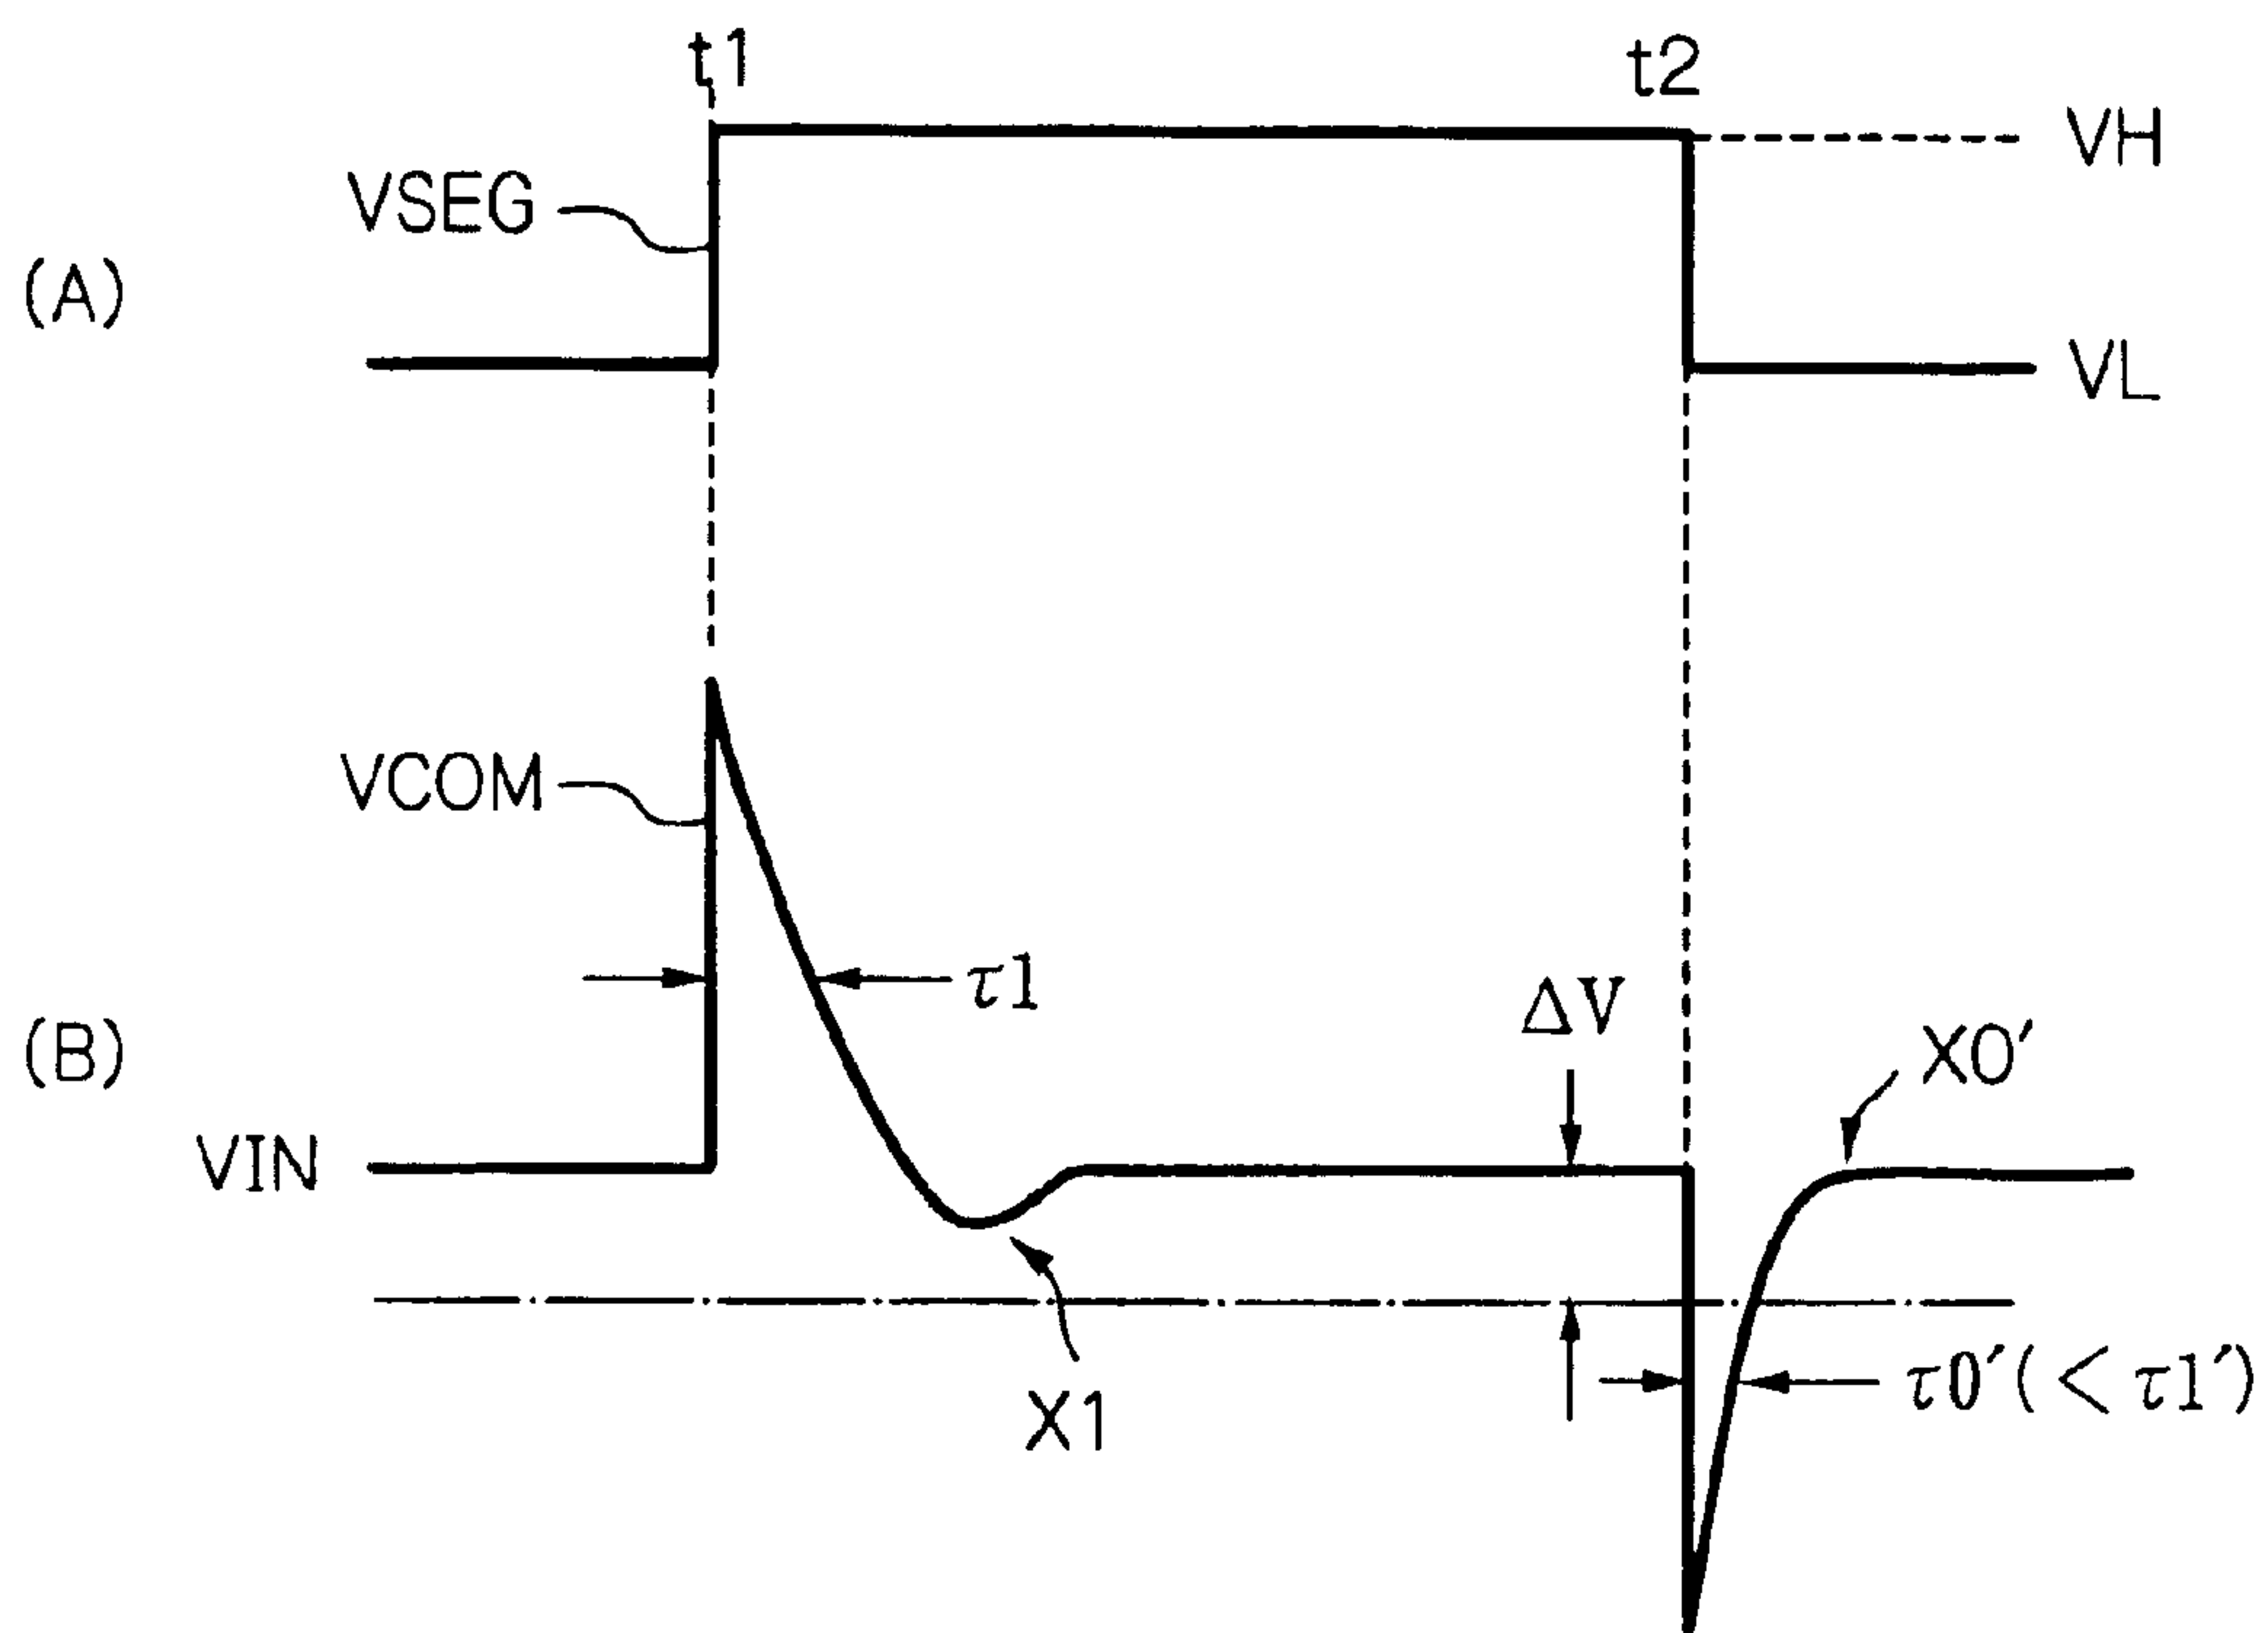 t1
t2
VH
VSEG
(A)
VL
VCOM
τ1
ΔV
X0′
(B)
VIN
τ0′(< τ1′)
X1